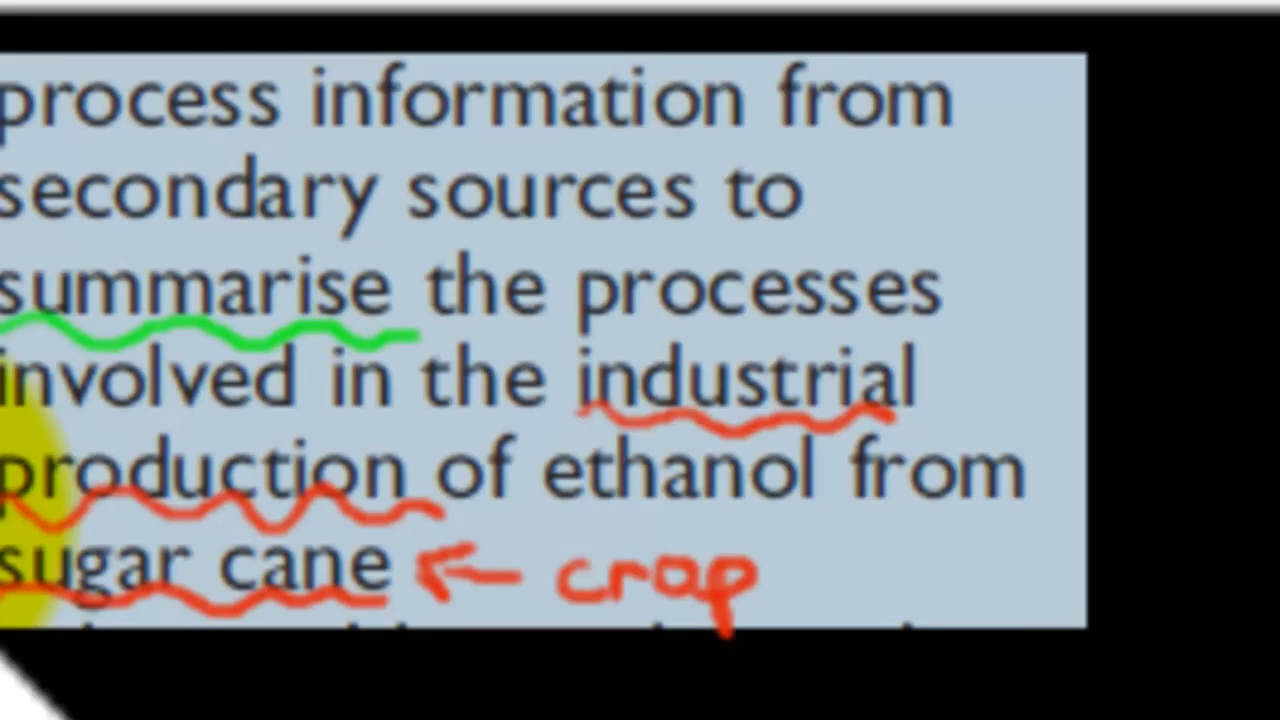 process information from
secondary sources to
summarise the processes
involved in the industrial
production of ethanol from
sugar cane ← crop